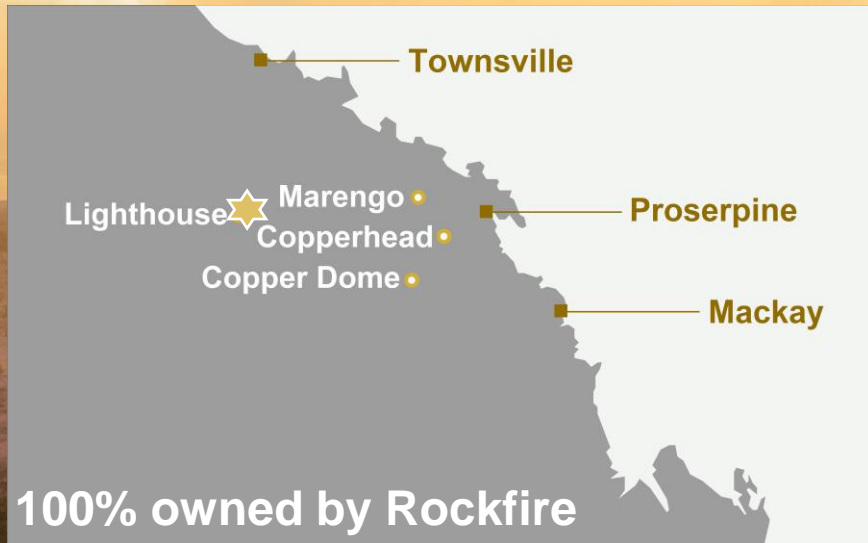 Townsville
Marengo
Lighthouse
Proserpine
Copperhead
Copper Dome
Mackay
100% owned by Rockfire